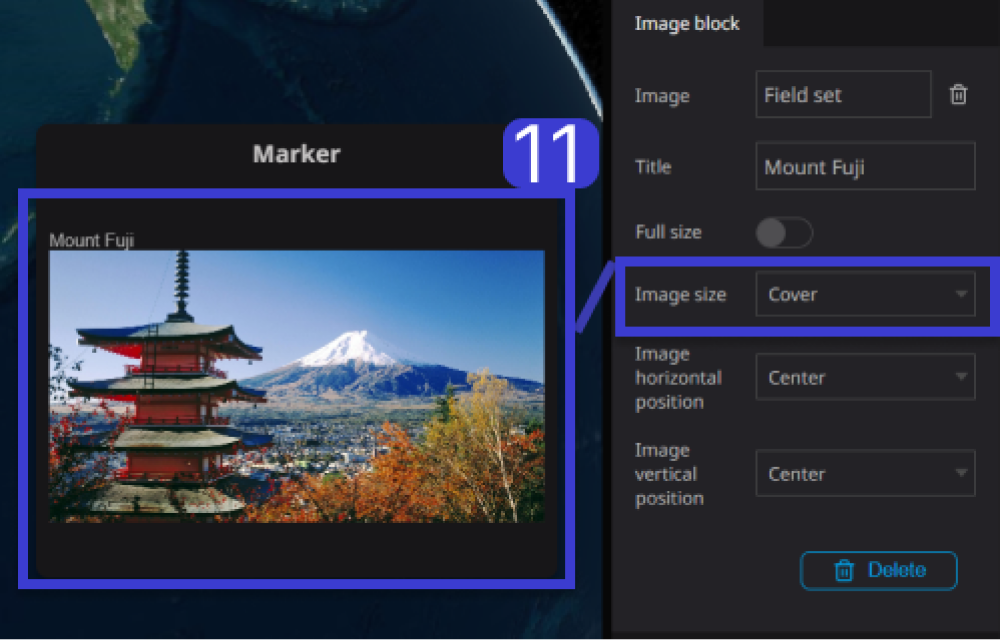 Marker
11
Mount Fuji
Image block
Image Field set
Title Mount Fuji
Full size
Image size Cover
Image
horizontal
position
Center
Image
vertical
position
Center
Delete